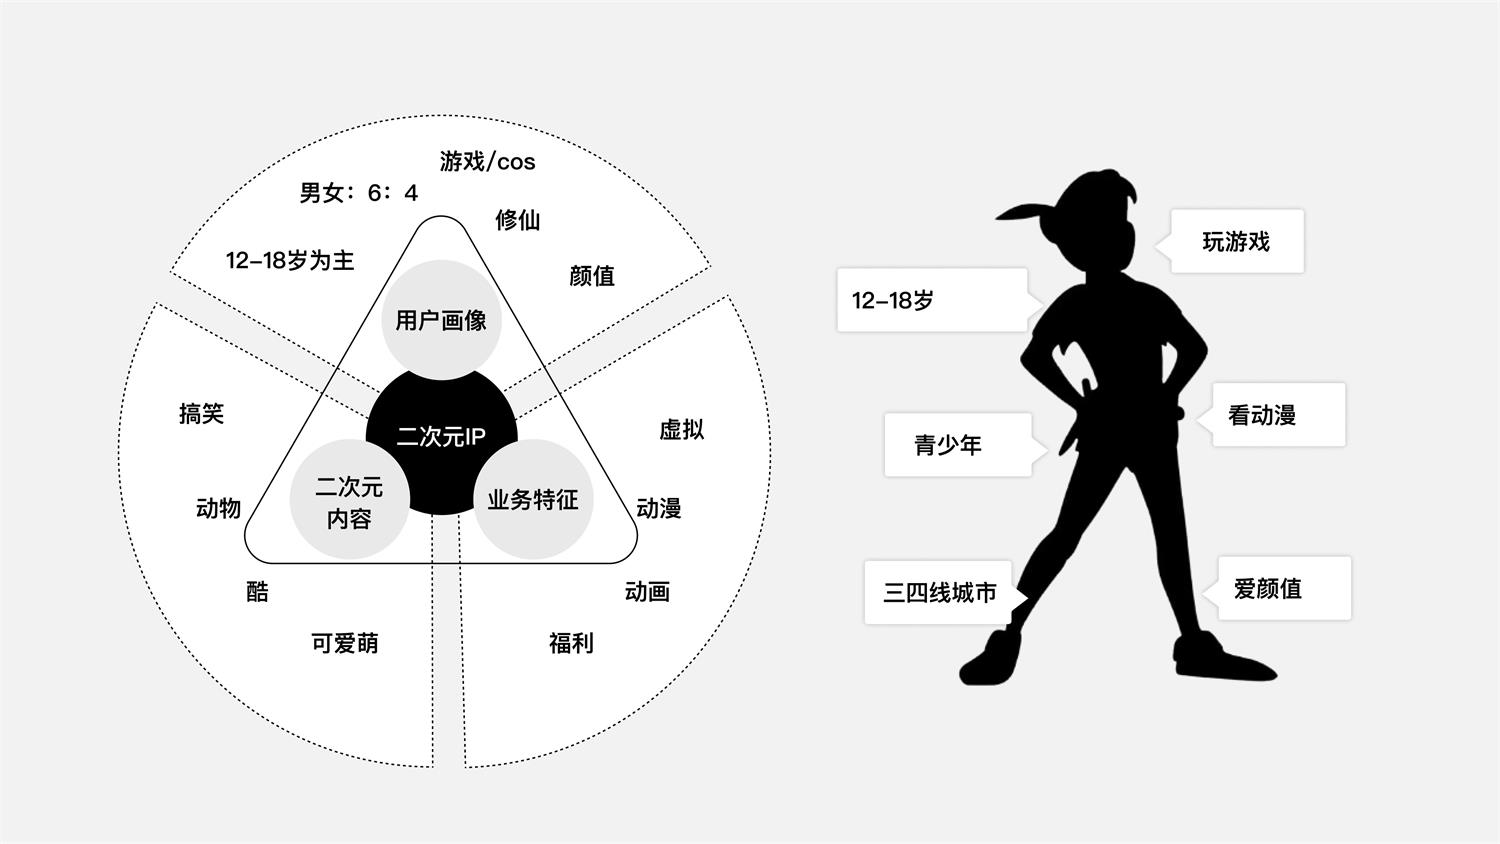 游戏/cos
男女：6：4
修仙
12-18岁为主
颜值
用户画像
搞笑
二次元IP
虚拟
动物
二次元
内容
业务特征
动漫
酷
动画
可爱萌
福利
玩游戏
12-18岁
看动漫
青少年
三四线城市
爱颜值